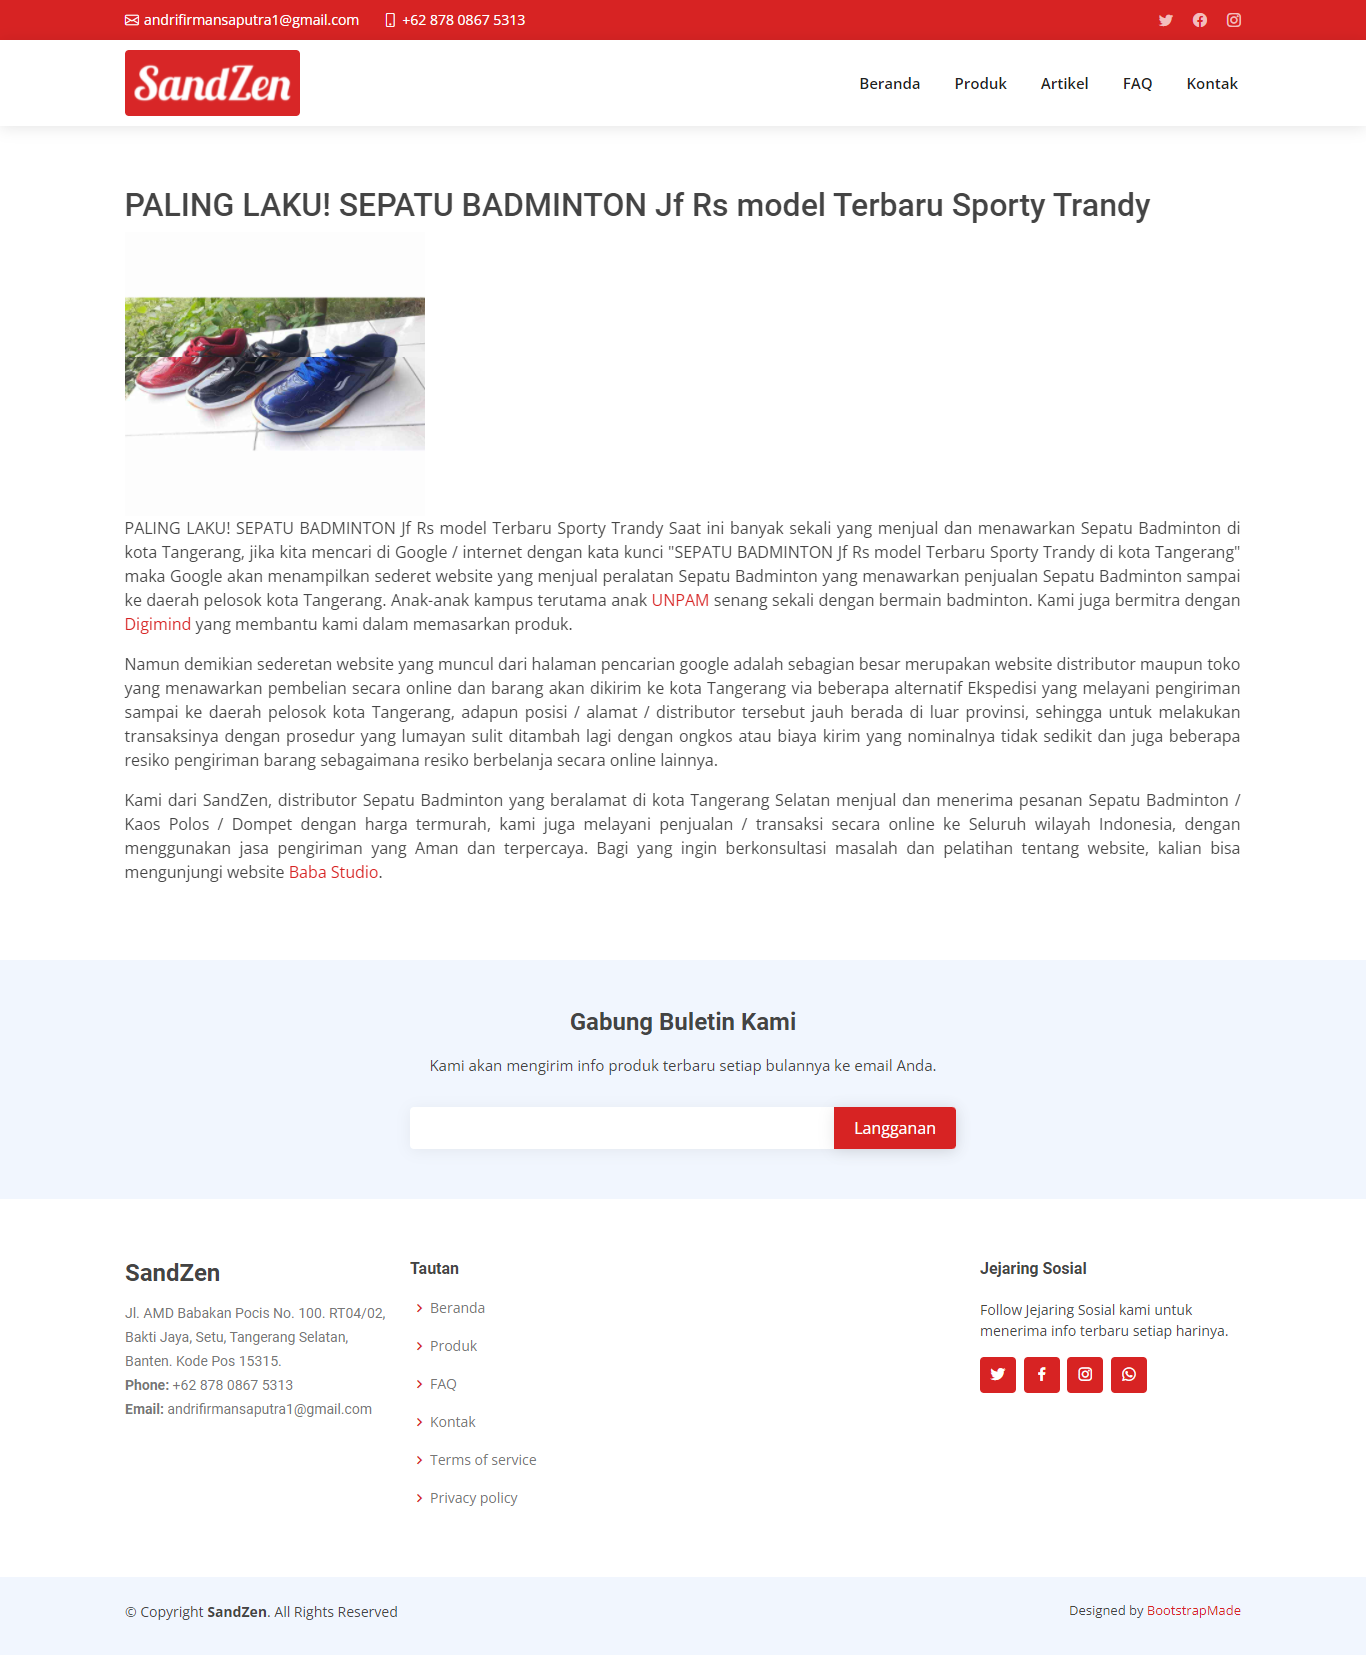 andrifirmansaputra1@gmail.com +62 878 0867 5313
SandZen
Beranda Produk Artikel FAQ Kontak
PALING LAKU! SEPATU BADMINTON Jf Rs model Terbaru Sporty Trandy
PALING LAKU! SEPATU BADMINTON Jf Rs model Terbaru Sporty Trandy Saat ini banyak sekali yang menjual dan menawarkan Sepatu Badminton di
kota Tangerang, jika kita mencari di Google / internet dengan kata kunci "SEPATU BADMINTON Jf Rs model Terbaru Sporty Trandy di kota Tangerang"
maka Google akan menampilkan sederet website yang menjual peralatan Sepatu Badminton yang menawarkan penjualan Sepatu Badminton sampai
ke daerah pelosok kota Tangerang. Anak-anak kampus terutama anak UNPAM senang sekali dengan bermain badminton. Kami juga bermitra dengan
Digimind yang membantu kami dalam memasarkan produk.
Namun demikian sederetan website yang muncul dari halaman pencarian google adalah sebagian besar merupakan website distributor maupun toko
yang menawarkan pembelian secara online dan barang akan dikirim ke kota Tangerang via beberapa alternatif Ekspedisi yang melayani pengiriman
sampai ke daerah pelosok kota Tangerang, adapun posisi / alamat / distributor tersebut jauh berada di luar provinsi, sehingga untuk melakukan
transaksinya dengan prosedur yang lumayan sulit ditambah lagi dengan ongkos atau biaya kirim yang nominalnya tidak sedikit dan juga beberapa
resiko pengiriman barang sebagaimana resiko berbelanja secara online lainnya.
Kami dari SandZen, distributor Sepatu Badminton yang beralamat di kota Tangerang Selatan menjual dan menerima pesanan Sepatu Badminton /
Kaos Polos / Dompet dengan harga termurah, kami juga melayani penjualan / transaksi secara online ke Seluruh wilayah Indonesia, dengan
menggunakan jasa pengiriman yang Aman dan terpercaya. Bagi yang ingin berkonsultasi masalah dan pelatihan tentang website, kalian bisa
mengunjungi website Baba Studio.
Gabung Buletin Kami
Kami akan mengirim info produk terbaru setiap bulannya ke email Anda.
Langganan
SandZen
Jl. AMD Babakan Pocis No. 100. RT04/02,
Bakti Jaya, Setu, Tangerang Selatan,
Banten. Kode Pos 15315.
Phone: +62 878 0867 5313
Email: andrifirmansaputra1@gmail.com
Tautan
Beranda
Produk
FAQ
Kontak
Terms of service
Privacy policy
Jejaring Sosial
Follow Jejaring Sosial kami untuk
menerima info terbaru setiap harinya.
© Copyright SandZen. All Rights Reserved
Designed by BootstrapMade